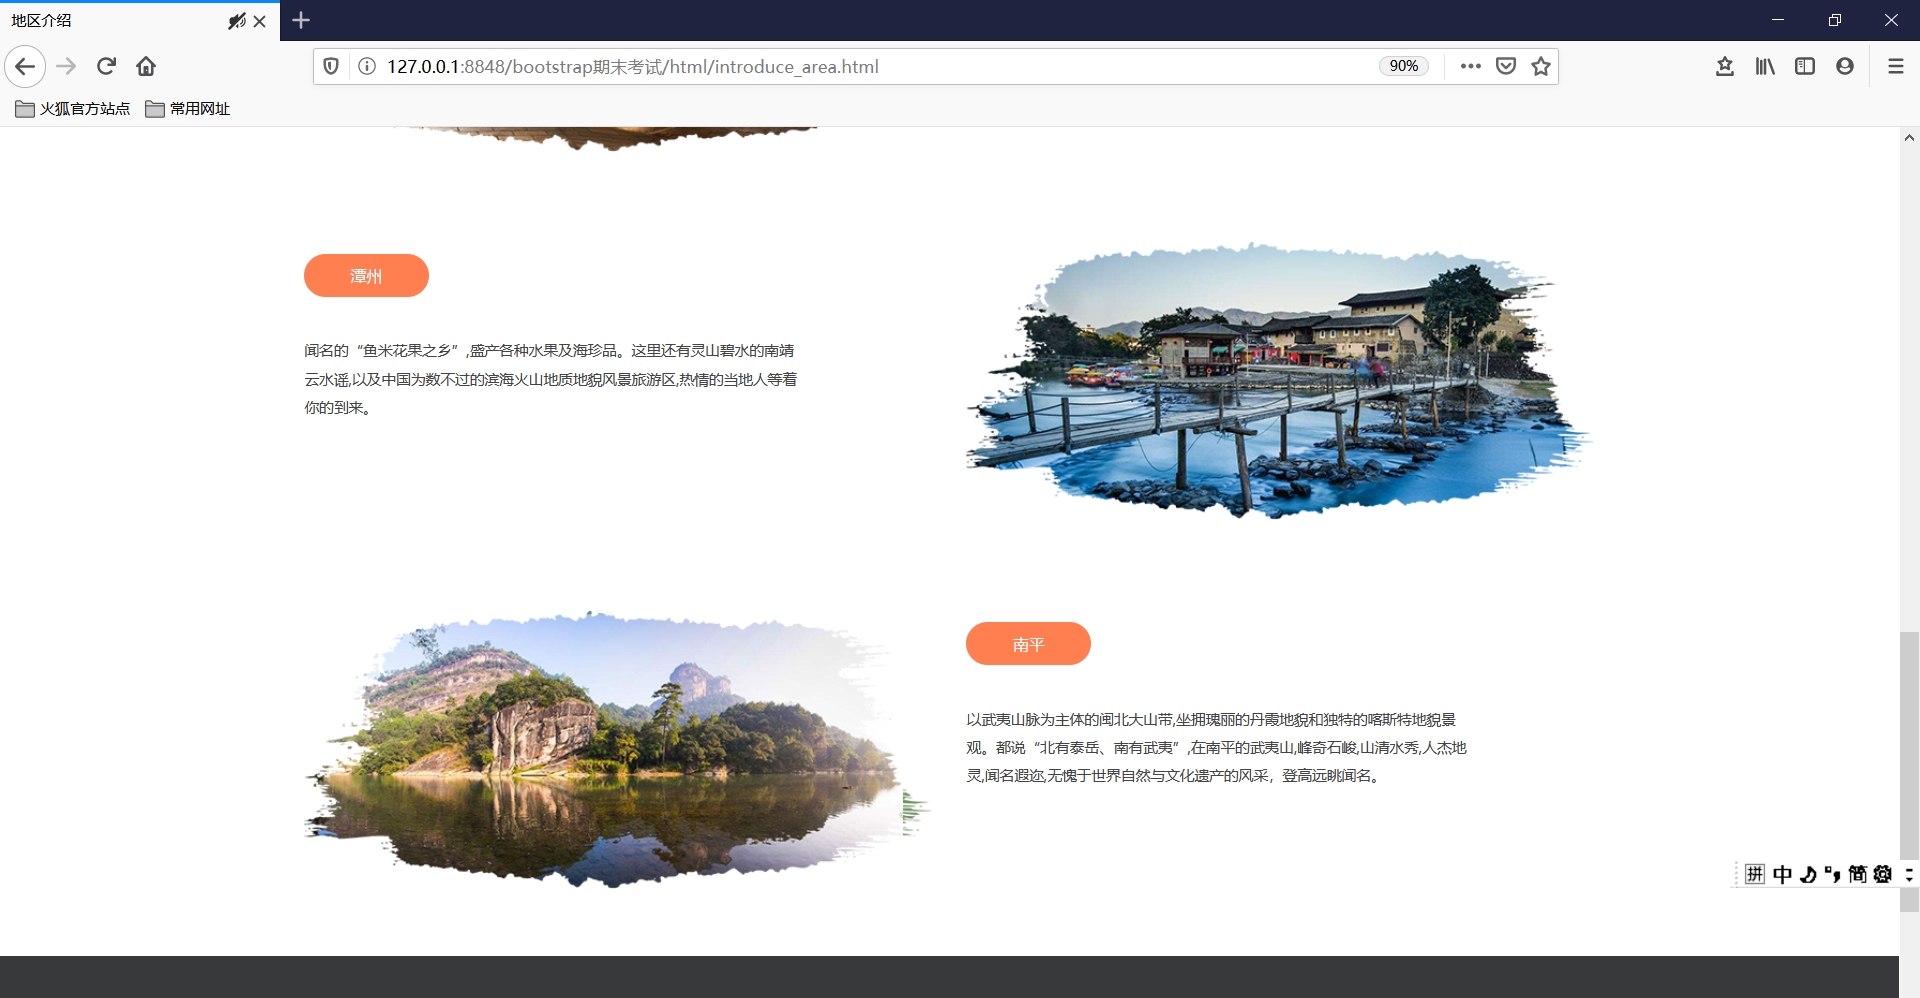 地区介绍
127.0.0.1:8848/bootstrap期末考试/html/introduce_area.html
90%
火狐官方站点
常用网址
潭州
闻名的“鱼米花果之乡”,盛产各种水果及海珍品。这里还有灵山碧水的南靖
云水谣,以及中国为数不过的滨海火山地质地貌风景旅游区,热情的当地人等着
你的到来。
南平
以武夷山脉为主体的闽北大山带,坐拥瑰丽的丹霞地貌和独特的喀斯特地貌景
观。都说“北有泰岳、南有武夷”,在南平的武夷山,峰奇石峻,山清水秀,人杰地
灵,闻名遐迩,无愧于世界自然与文化遗产的风采，登高远眺闻名。
拼 中 简